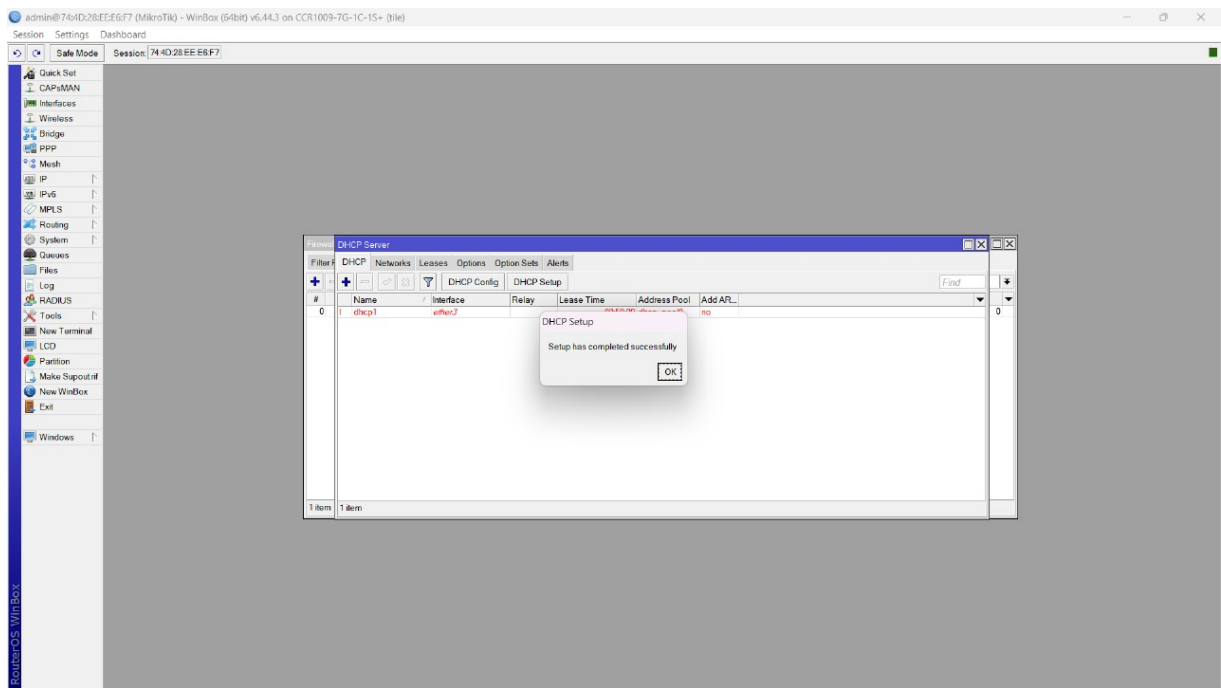 admin@74:4D:28:EE:E6:F7 (MikroTik) - WinBox (64bit) v6.44.3 on CCR1009-7G-1C-1S+ (tile)
Session Settings Dashboard
Safe Mode Session: 74:4D:28:EE:E6:F7
Quick Set
CAPsMAN
Interfaces
Wireless
Bridge
PPP
Mesh
IP
IPv6
MPLS
Routing
System
Queues
Files
Log
RADIUS
Tools
New Terminal
LCD
Partition
Make Supout.rif
New WinBox
Exit
Windows
RouterOS WinBox
DHCP Server
Filter
DHCP Networks Leases Options Option Sets Alerts
DHCP Config DHCP Setup Find
# Name Interface Relay Lease Time Address Pool Add AR...
0 I dhcp1 no 0
DHCP Setup
Setup has completed successfully
OK
1 item 1 item